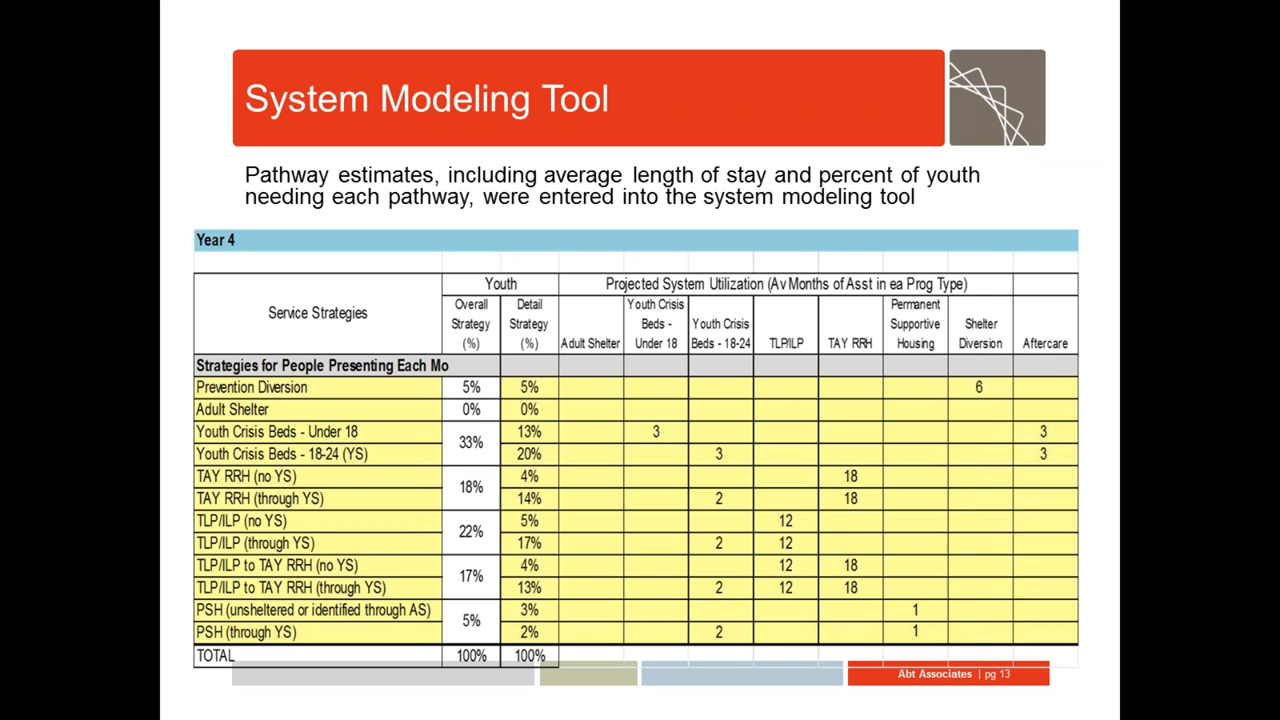 System Modeling Tool
Pathway estimates, including average length of stay and percent of youth
needing each pathway, were entered into the system modeling tool
Year 4
Service Strategies
Youth
Projected System Utilization (Av Months of Asst in ea Prog Type)
Overall Strategy (%)
Detail Strategy (%)
Adult Shelter
Youth Crisis Beds - Under 18
Youth Crisis Beds - 18-24
TLP/ILP
TAY RRH
Permanent Supportive Housing
Shelter Diversion
Aftercare
Strategies for People Presenting Each Mo
Prevention Diversion 5% 5% 6
Adult Shelter 0% 0%
Youth Crisis Beds - Under 18 33% 13% 3 3
Youth Crisis Beds - 18-24 (YS) 20% 3 3
TAY RRH (no YS) 18% 4% 18
TAY RRH (through YS) 14% 2 18
TLP/ILP (no YS) 22% 5% 12
TLP/ILP (through YS) 17% 2 12
TLP/ILP to TAY RRH (no YS) 17% 4% 12 18
TLP/ILP to TAY RRH (through YS) 13% 2 12 18
PSH (unsheltered or identified through AS) 5% 3% 1
PSH (through YS) 2% 2 1
TOTAL 100% 100%
Abt Associates | pg 13